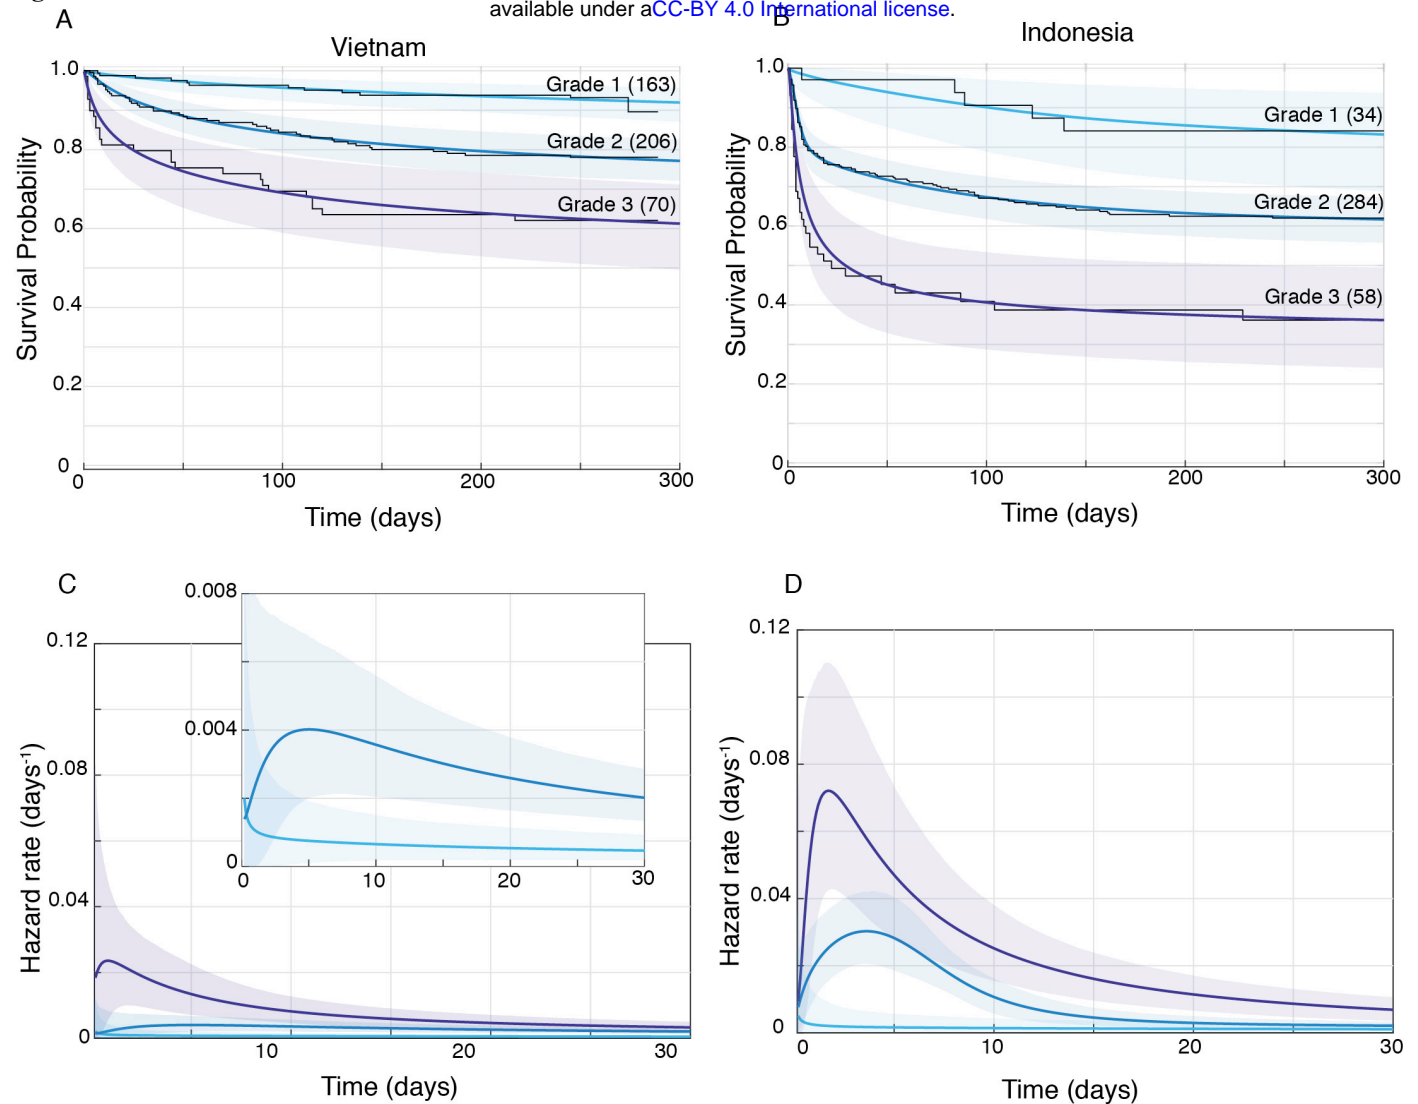 available under aCC-BY 4.0 International license.
A
Vietnam
1.0
0.8
0.6
0.4
0.2
0
Survival Probability
Grade 1 (163)
Grade 2 (206)
Grade 3 (70)
0 100 200 300
Time (days)
B
Indonesia
1.0
0.8
0.6
0.4
0.2
0
Survival Probability
Grade 1 (34)
Grade 2 (284)
Grade 3 (58)
0 100 200 300
Time (days)
C
0.12
0.08
0.04
0
Hazard rate (days-1)
0.008
0.004
0
0 10 20 30
10 20 30
Time (days)
D
0.12
0.08
0.04
0
Hazard rate (days-1)
0 10 20 30
Time (days)